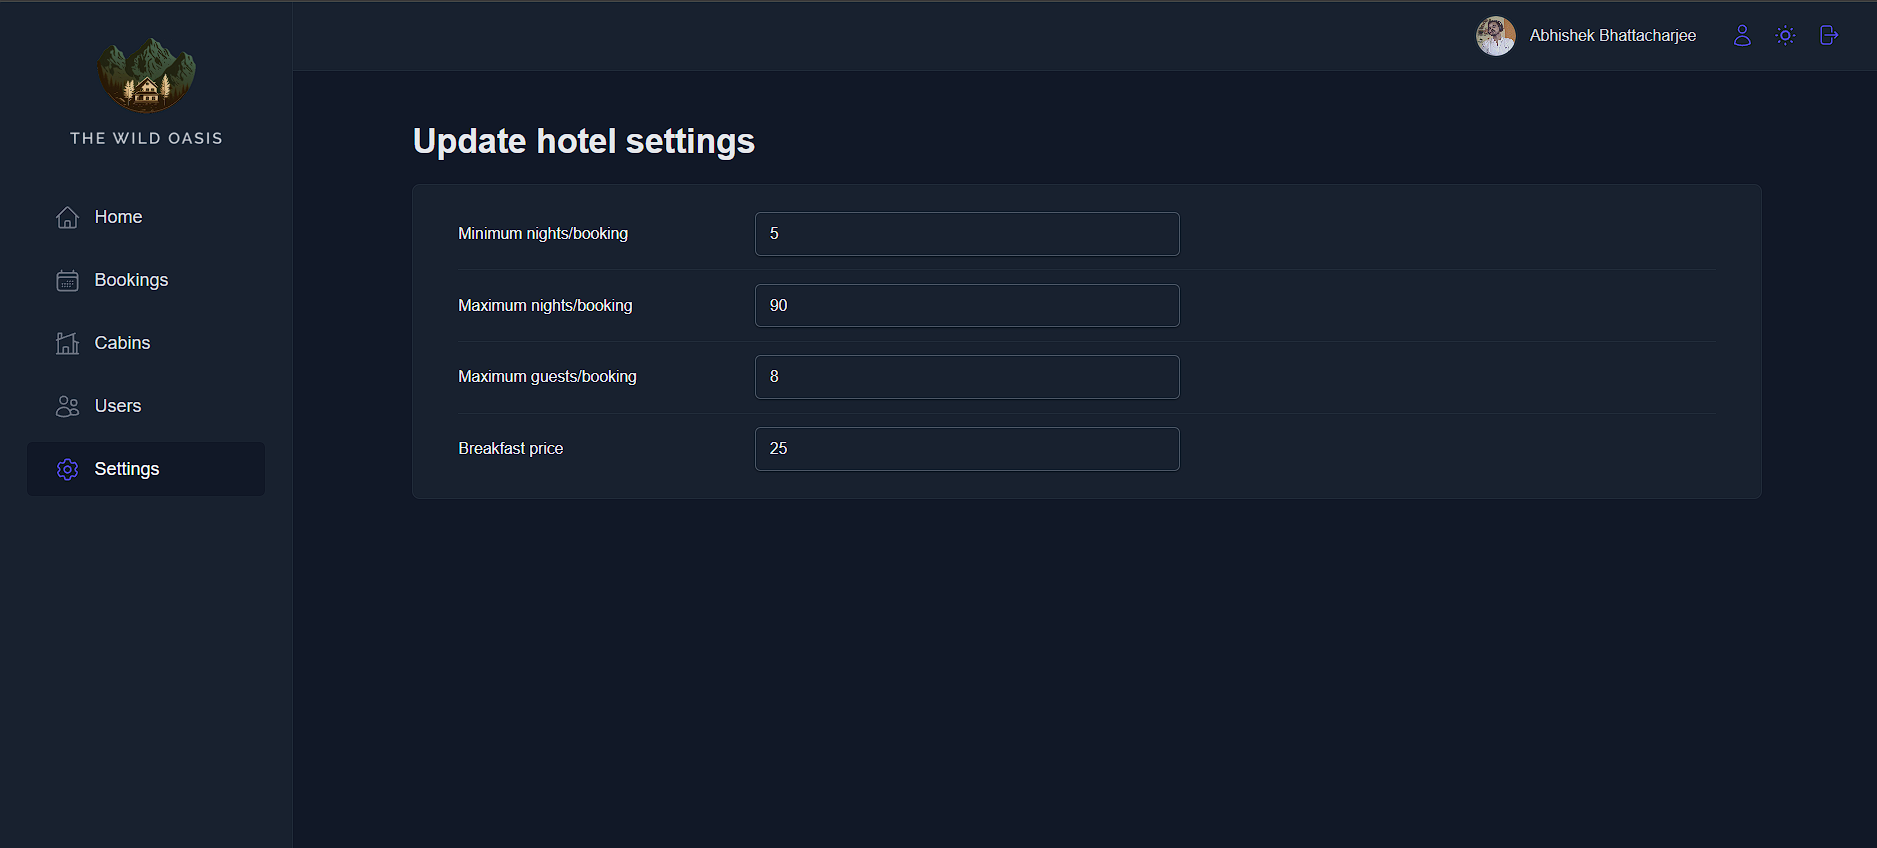 THE WILD OASIS
Home
Bookings
Cabins
Users
Settings
Abhishek Bhattacharjee
Update hotel settings
Minimum nights/booking 5
Maximum nights/booking 90
Maximum guests/booking 8
Breakfast price 25